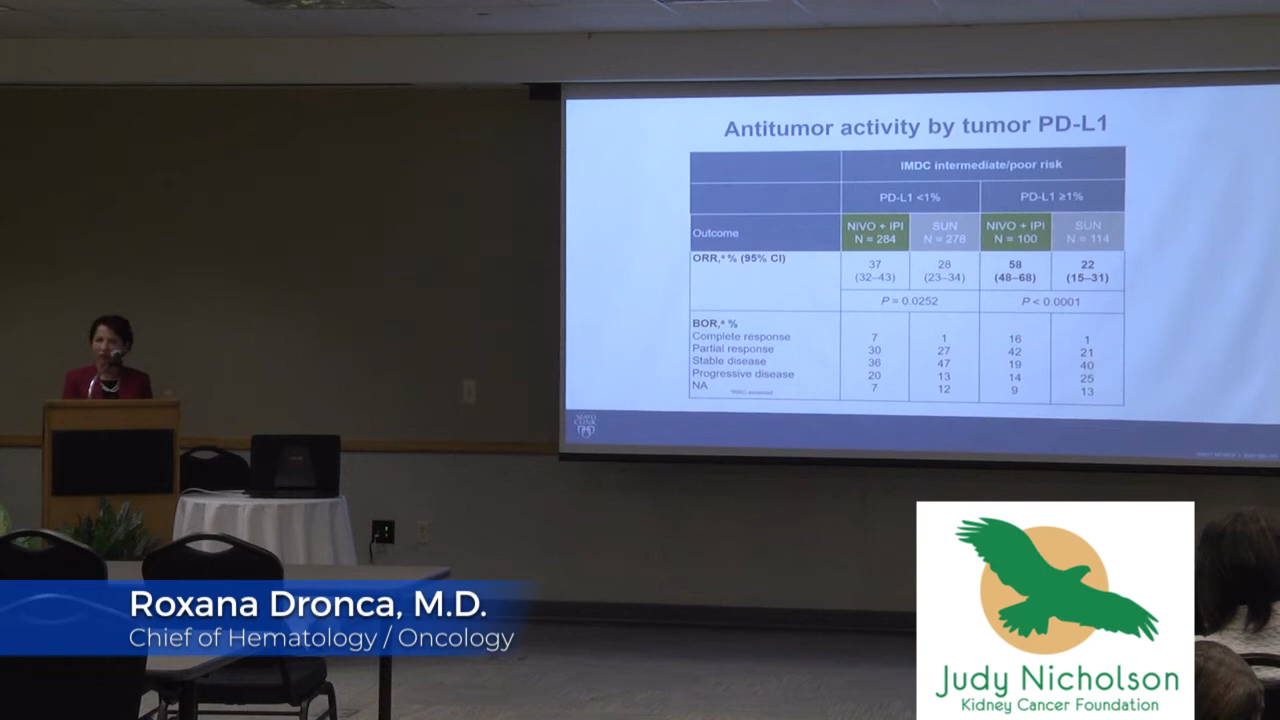 Antitumor activity by tumor PD-L1
IMDC intermediate/poor risk
PD-L1 <1% PD-L1 ≥1%
Outcome NIVO + IPI N = 284 SUN N = 278 NIVO + IPI N = 100 SUN N = 114
ORR,ᵃ % (95% CI) 37 (32–43) 28 (23–34) 58 (48–68) 22 (15–31)
P = 0.0252 P < 0.0001
BOR,ᵃ %
Complete response 7 1 16 1
Partial response 30 27 42 21
Stable disease 36 47 19 40
Progressive disease 20 13 14 25
NA 7 12 9 13
MAYO
CLINIC
Roxana Dronca, M.D.
Chief of Hematology / Oncology
Judy Nicholson
Kidney Cancer Foundation